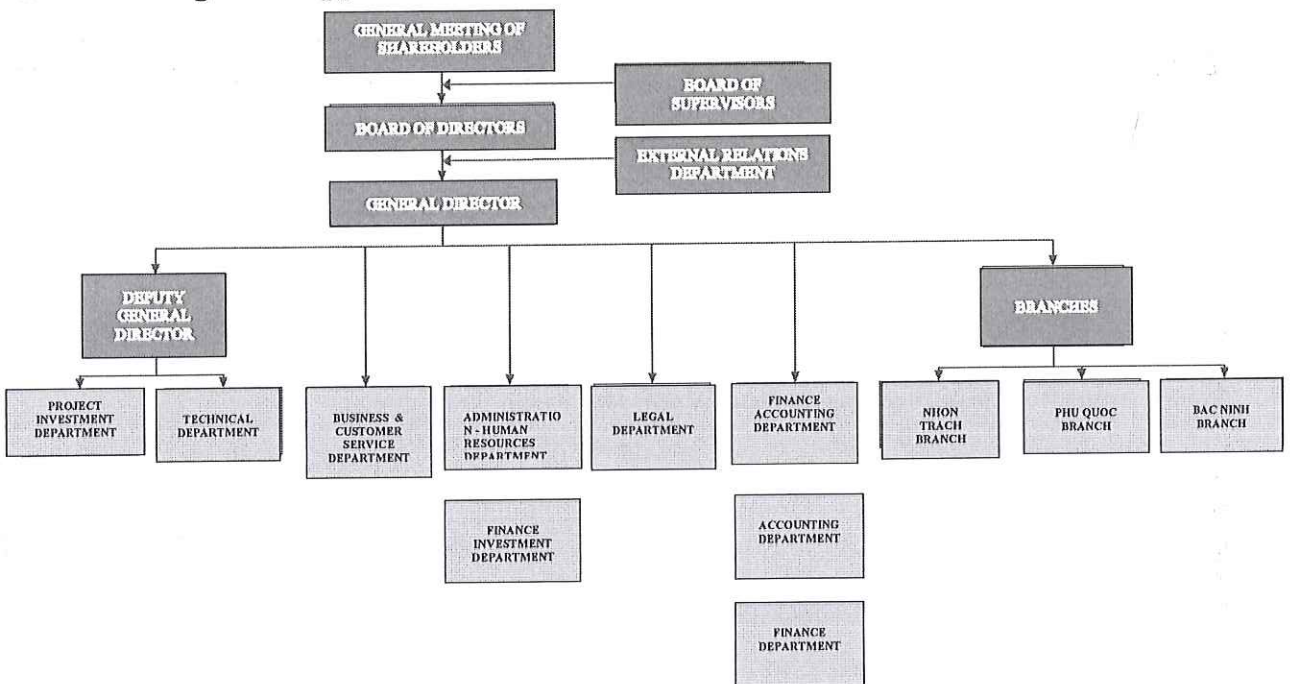 GENERAL MEETING OF
SHAREHOLDERS
BOARD OF
SUPERVISORS
BOARD OF DIRECTORS
EXTERNAL RELATIONS
DEPARTMENT
GENERAL DIRECTOR
DEPUTY
GENERAL
DIRECTOR
BRANCHES
PROJECT
INVESTMENT
DEPARTMENT
TECHNICAL
DEPARTMENT
BUSINESS &
CUSTOMER
SERVICE
DEPARTMENT
ADMINISTRATIO
N - HUMAN
RESOURCES
DEPARTMENT
LEGAL
DEPARTMENT
FINANCE
ACCOUNTING
DEPARTMENT
NHON
TRACH
BRANCH
PHU QUOC
BRANCH
BAC NINH
BRANCH
FINANCE
INVESTMENT
DEPARTMENT
ACCOUNTING
DEPARTMENT
FINANCE
DEPARTMENT